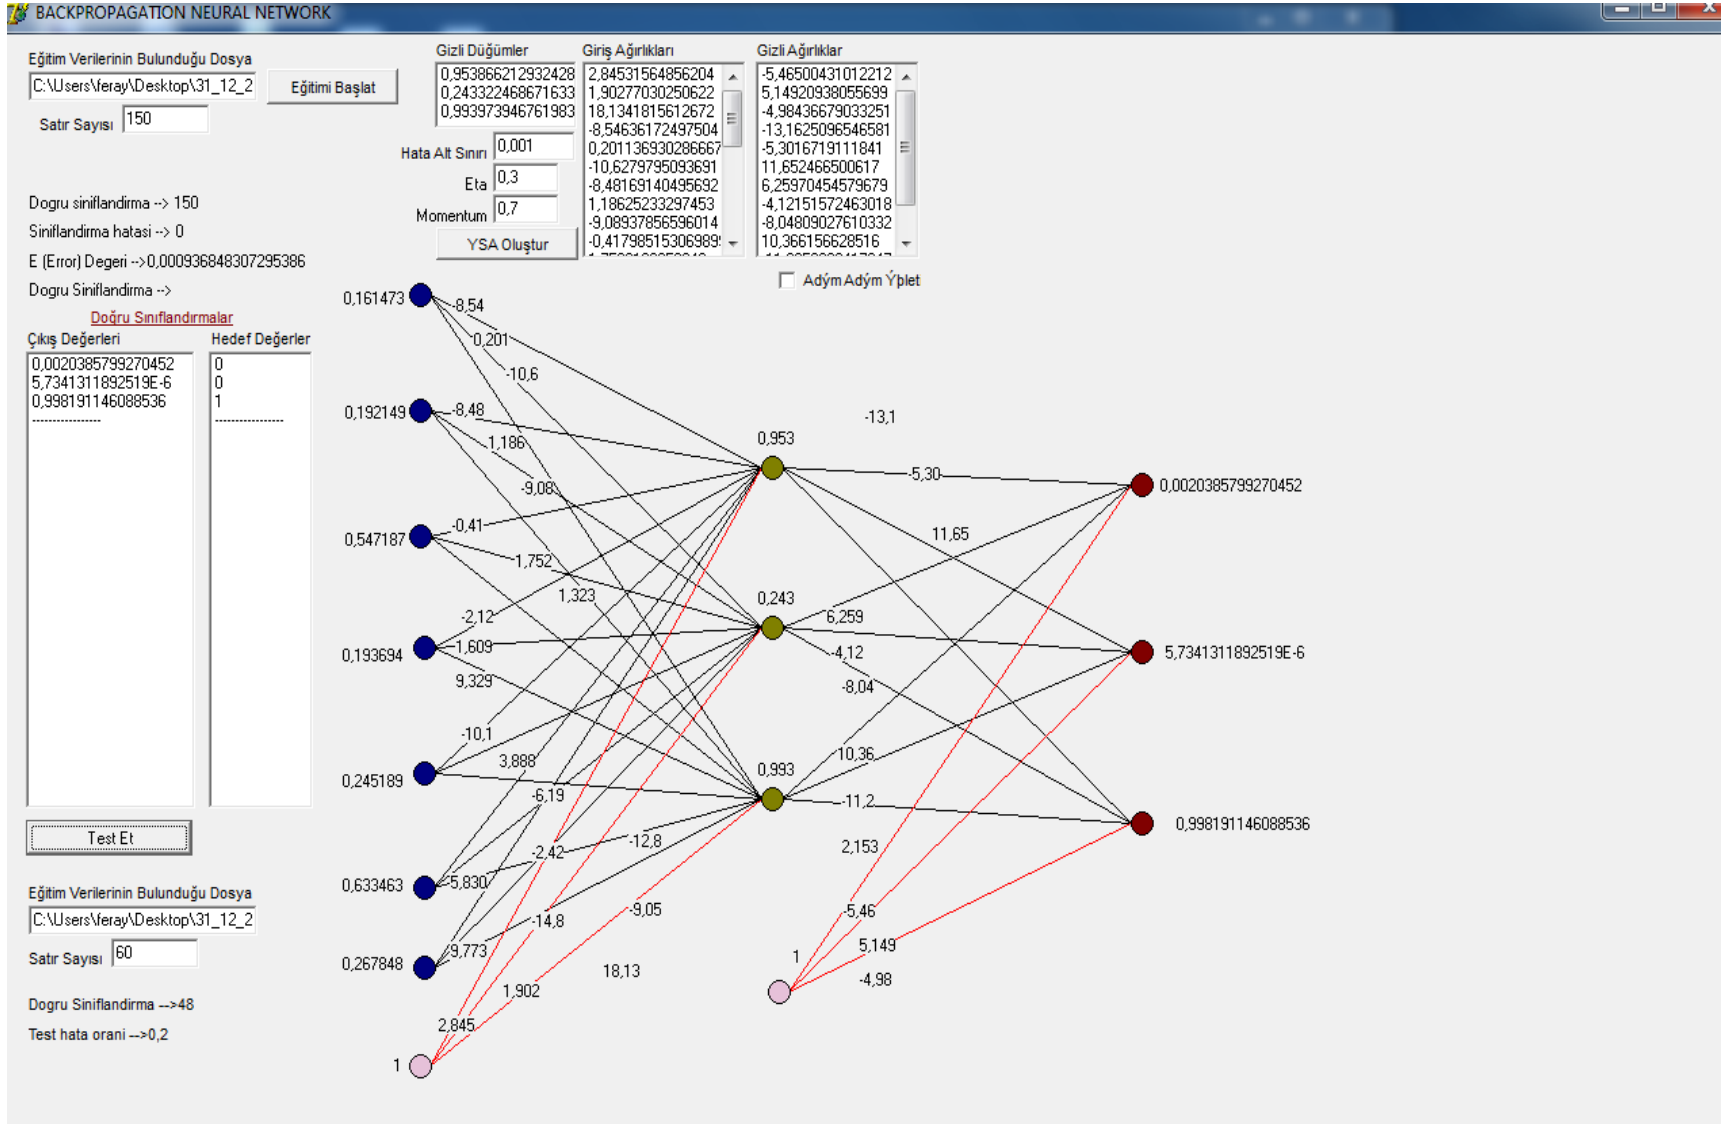 BACKPROPAGATION NEURAL NETWORK
Eğitim Verilerinin Bulunduğu Dosya
C:\Users\feray\Desktop\31_12_2
Eğitimi Başlat
Satır Sayısı 150
Gizli Düğümler
0,953866212932428
0,243322468671633
0,993973946761983
Hata Alt Sınırı 0,001
Eta 0,3
Momentum 0,7
YSA Oluştur
Giriş Ağırlıkları
2,84531564856204
1,90277030250622
18,1341815612672
-8,54636172497504
0,201136930286667
-10,6279795093691
-8,48169140495692
1,18625233297453
-9,08937856596014
-0,41798515306989
Gizli Ağırlıklar
-5,46500431012212
5,14920938055699
-4,98436679033251
-13,1625096546581
-5,3016719111841
11,652466500617
6,25970454579679
-4,12151572463018
-8,04809027610332
10,366156628516
Adým Adým Ýþlet
Dogru siniflandirma --> 150
Siniflandirma hatasi --> 0
E (Error) Degeri -->0,000936848307295386
Dogru Siniflandirma -->
Doğru Sınıflandırmalar
Çıkış Değerleri Hedef Değerler
0,0020385799270452 0
5,7341311892519E-6 0
0,998191146088536 1
---------------- ----------------
Test Et
Eğitim Verilerinin Bulunduğu Dosya
C:\Users\feray\Desktop\31_12_2
Satır Sayısı 60
Dogru Siniflandirma -->48
Test hata orani -->0,2
0,161473
0,192149
0,547187
0,193694
0,245189
0,633463
0,267848
1
-8,54
0,201
-10,6
-8,48
1,186
-9,08
-0,41
1,752
1,323
-2,12
1,609
9,329
-10,1
3,888
-6,19
-12,8
-2,42
5,830
-14,8
-9,05
9,773
18,13
1,902
2,845
0,953
0,243
0,993
1
-13,1
-5,30
11,65
6,259
-4,12
-8,04
10,36
-11,2
2,153
-5,46
5,149
-4,98
0,0020385799270452
5,7341311892519E-6
0,998191146088536